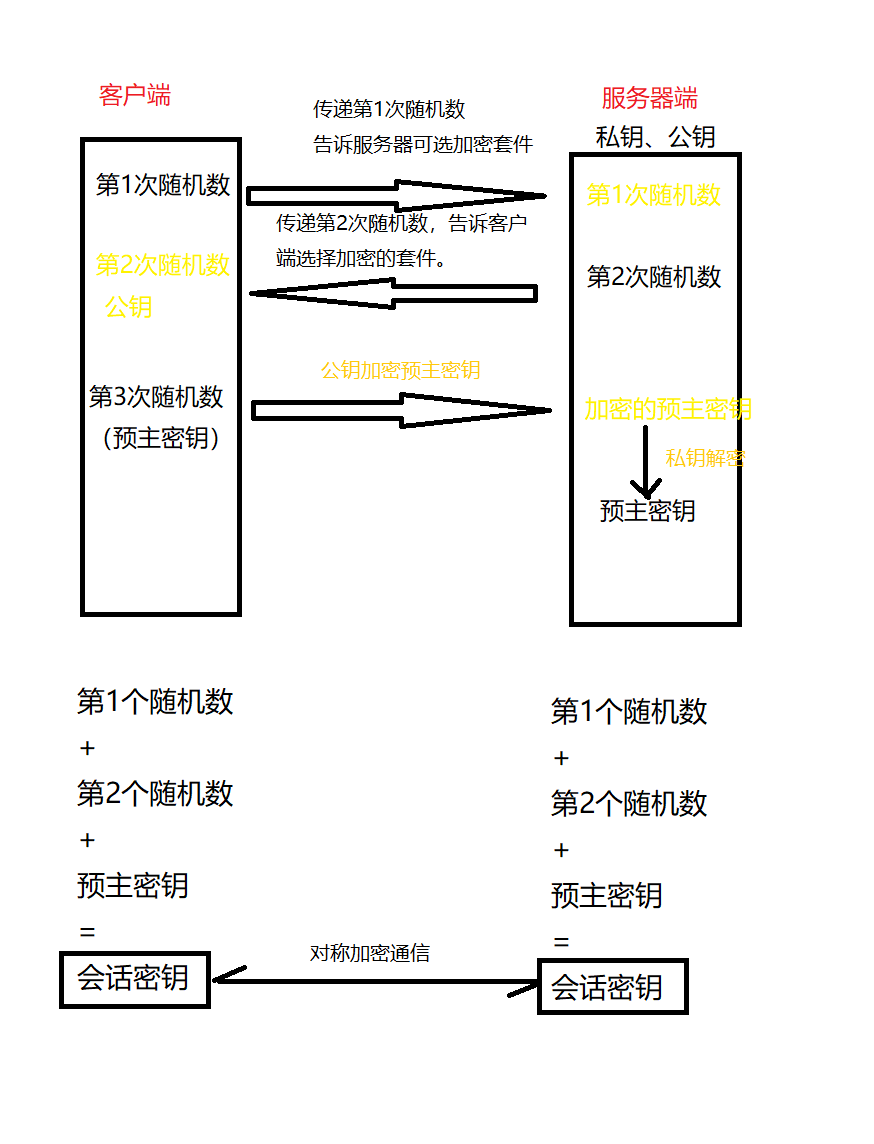 客户端
服务器端
私钥、公钥
传递第1次随机数
告诉服务器可选加密套件
第1次随机数
第1次随机数
传递第2次随机数，告诉客户
端选择加密的套件。
第2次随机数
公钥
第2次随机数
公钥加密预主密钥
第3次随机数
（预主密钥）
加密的预主密钥
私钥解密
预主密钥
第1个随机数
+
第2个随机数
+
预主密钥
=
会话密钥
第1个随机数
+
第2个随机数
+
预主密钥
=
会话密钥
对称加密通信